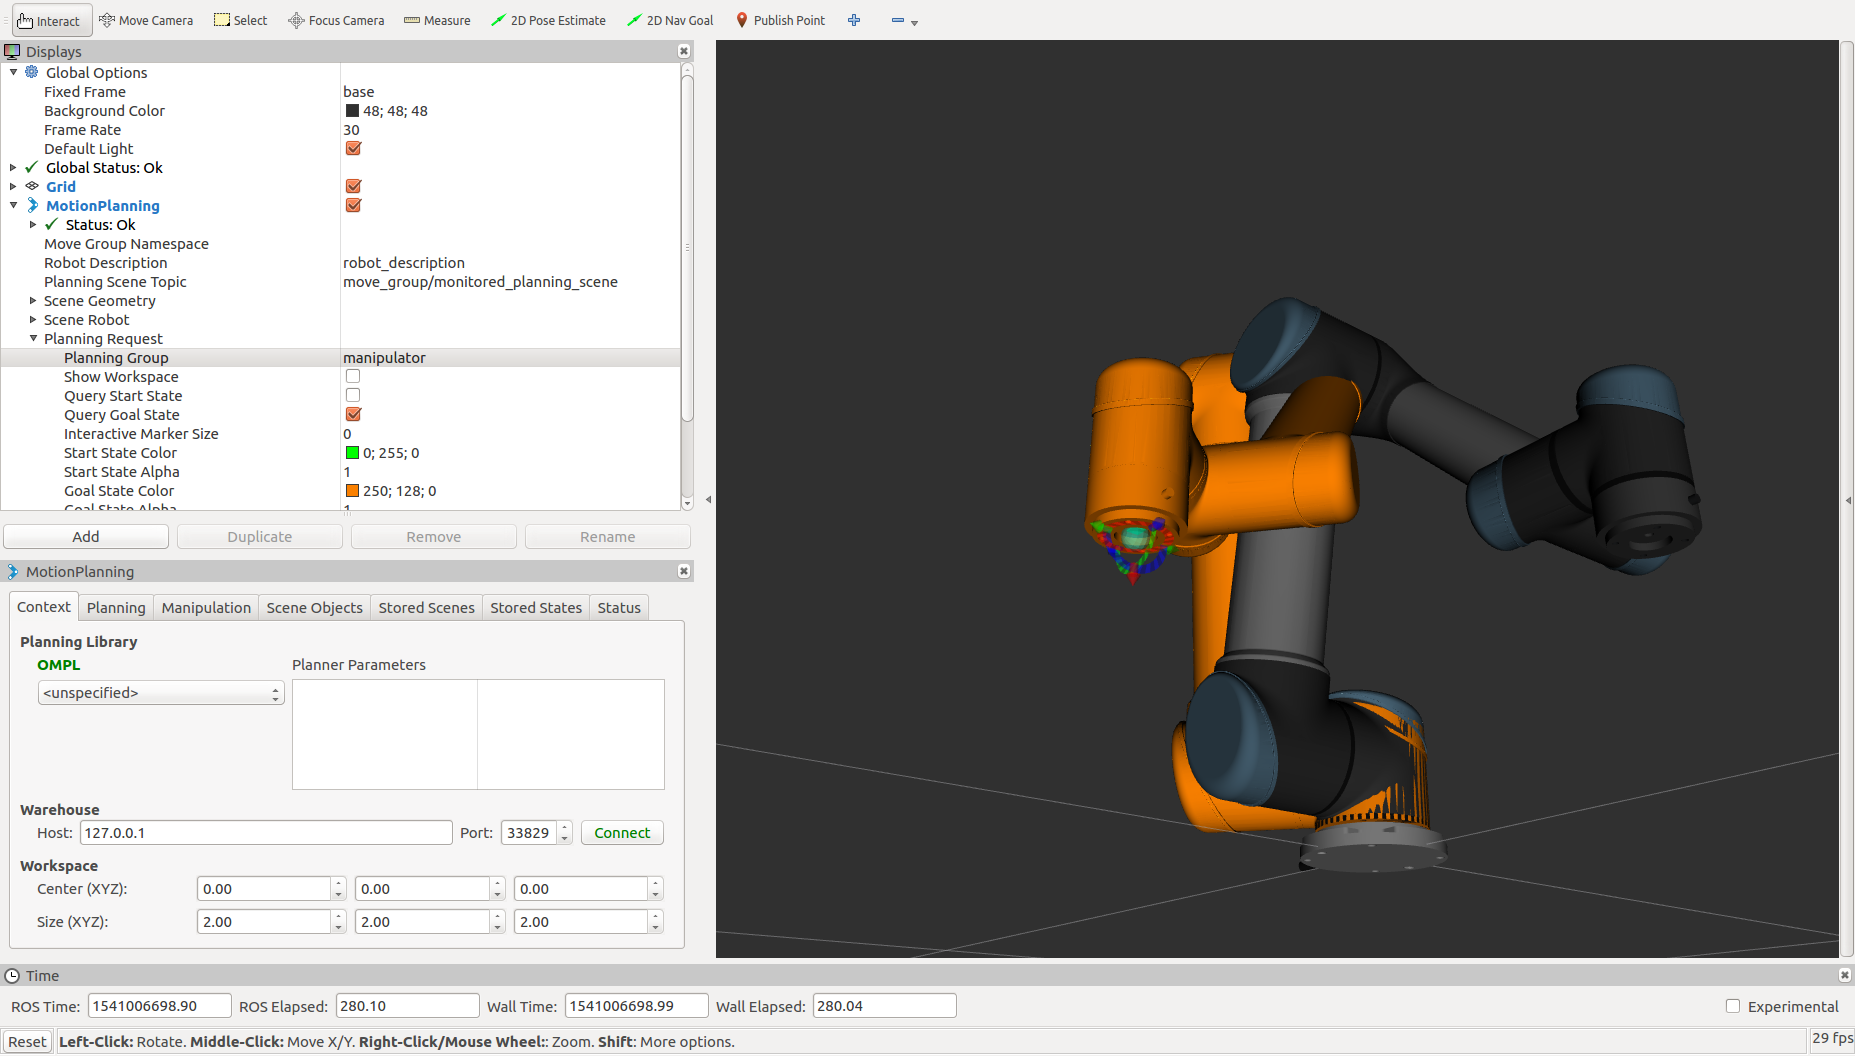 Interact Move Camera Select Focus Camera Measure 2D Pose Estimate 2D Nav Goal Publish Point
Displays
Global Options
Fixed Frame base
Background Color 48; 48; 48
Frame Rate 30
Default Light
Global Status: Ok
Grid
MotionPlanning
Status: Ok
Move Group Namespace
Robot Description robot_description
Planning Scene Topic move_group/monitored_planning_scene
Scene Geometry
Scene Robot
Planning Request
Planning Group manipulator
Show Workspace
Query Start State
Query Goal State
Interactive Marker Size 0
Start State Color 0; 255; 0
Start State Alpha 1
Goal State Color 250; 128; 0
Goal State Alpha 1
Add Duplicate Remove Rename
MotionPlanning
Context Planning Manipulation Scene Objects Stored Scenes Stored States Status
Planning Library
OMPL Planner Parameters
<unspecified>
Warehouse
Host: 127.0.0.1 Port: 33829 Connect
Workspace
Center (XYZ): 0.00 0.00 0.00
Size (XYZ): 2.00 2.00 2.00
Time
ROS Time: 1541006698.90 ROS Elapsed: 280.10 Wall Time: 1541006698.99 Wall Elapsed: 280.04 Experimental
Reset Left-Click: Rotate. Middle-Click: Move X/Y. Right-Click/Mouse Wheel:: Zoom. Shift: More options. 29 fps